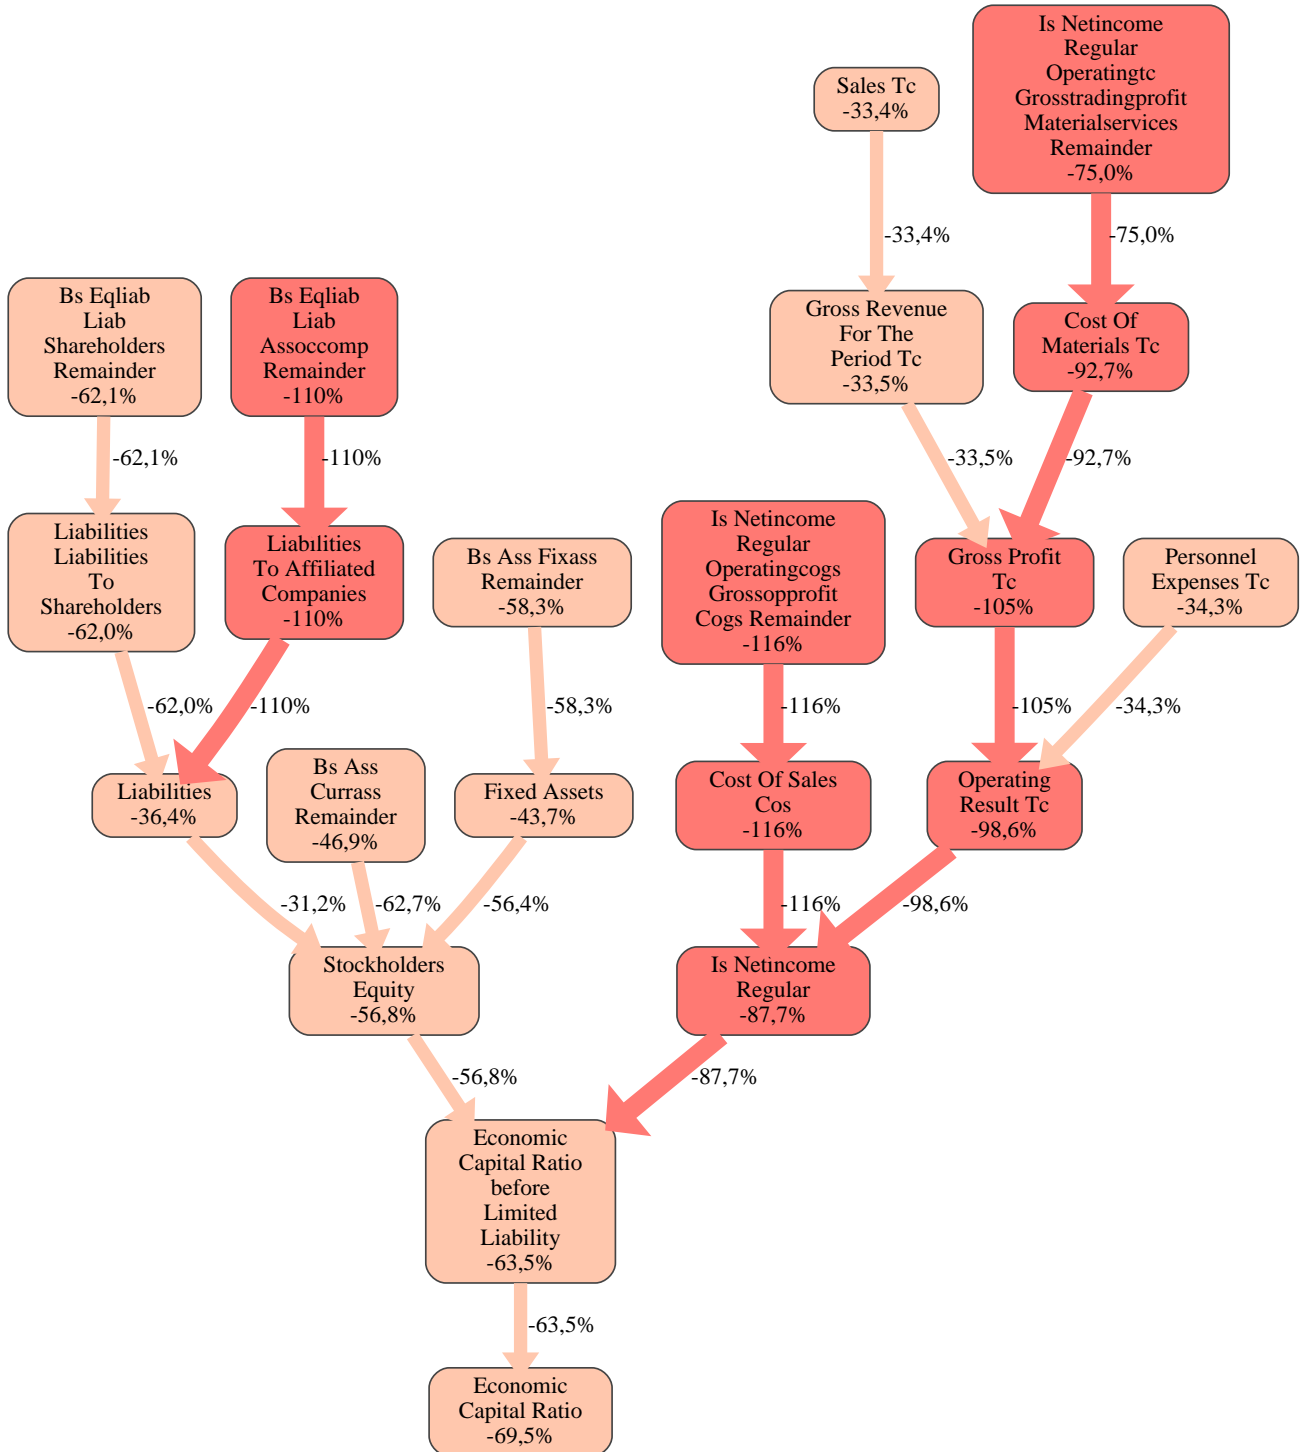 Is Netincome
Regular
Operatingtc
Grosstradingprofit
Materialservices
Remainder
-75,0%
Sales Tc
-33,4%
-33,4%
-75,0%
Bs Eqliab
Liab
Shareholders
Remainder
-62,1%
Bs Eqliab
Liab
Assoccomp
Remainder
-110%
Gross Revenue
For The
Period Tc
-33,5%
Cost Of
Materials Tc
-92,7%
-62,1%
-110%
-33,5%
-92,7%
Liabilities
Liabilities
To
Shareholders
-62,0%
Liabilities
To Affiliated
Companies
-110%
Bs Ass Fixass
Remainder
-58,3%
Is Netincome
Regular
Operatingcogs
Grossopprofit
Cogs Remainder
-116%
Gross Profit
Tc
-105%
Personnel
Expenses Tc
-34,3%
-62,0%
-110%
-58,3%
-116%
-105%
-34,3%
Liabilities
-36,4%
Bs Ass
Currass
Remainder
-46,9%
Fixed Assets
-43,7%
Cost Of Sales
Cos
-116%
Operating
Result Tc
-98,6%
-31,2%
-62,7%
-56,4%
-116%
-98,6%
Stockholders
Equity
-56,8%
Is Netincome
Regular
-87,7%
-56,8%
-87,7%
Economic
Capital Ratio
before
Limited
Liability
-63,5%
-63,5%
Economic
Capital Ratio
-69,5%